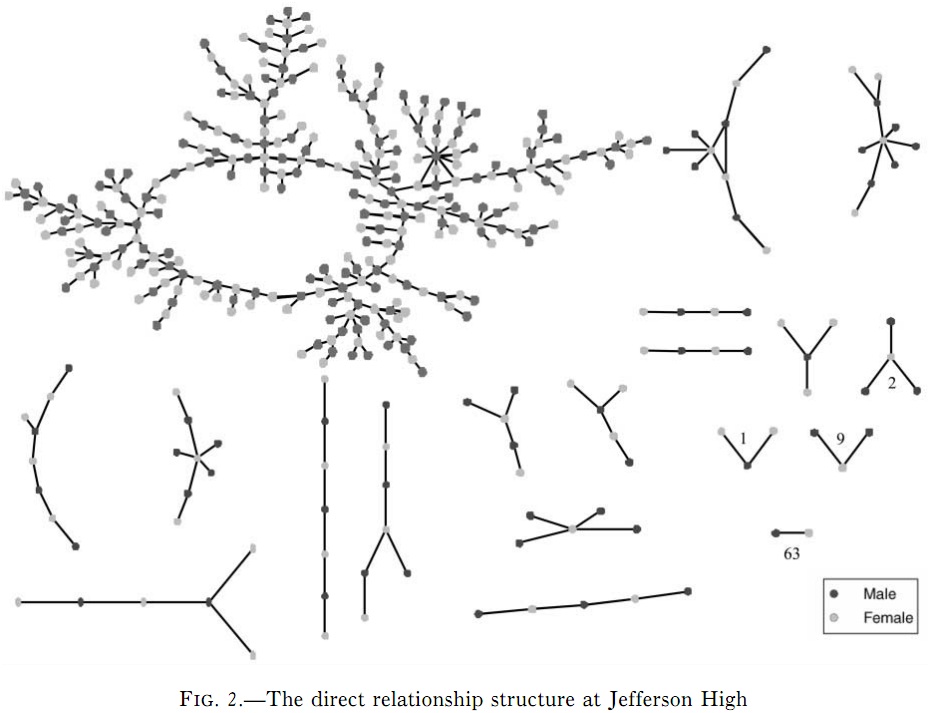 2
1
9
63
Male
Female
FIG. 2.—The direct relationship structure at Jefferson High